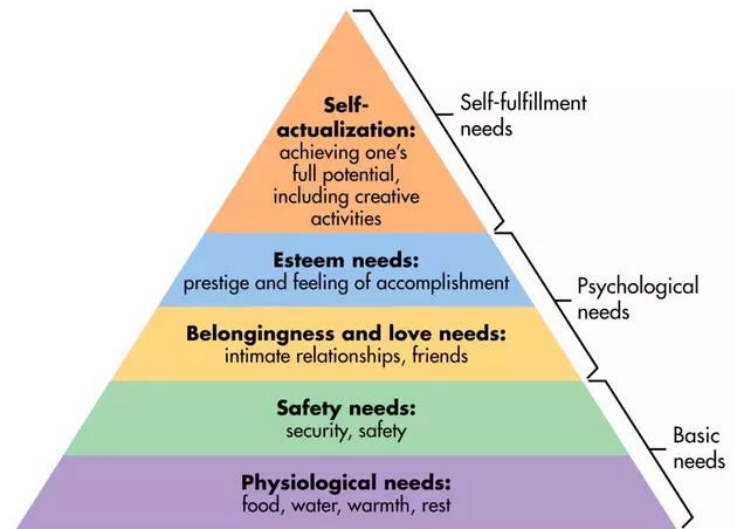 Self-
actualization:
achieving one's
full potential,
including creative
activities
Self-fulfillment
needs
Esteem needs:
prestige and feeling of accomplishment
Psychological
needs
Belongingness and love needs:
intimate relationships, friends
Safety needs:
security, safety
Basic
needs
Physiological needs:
food, water, warmth, rest